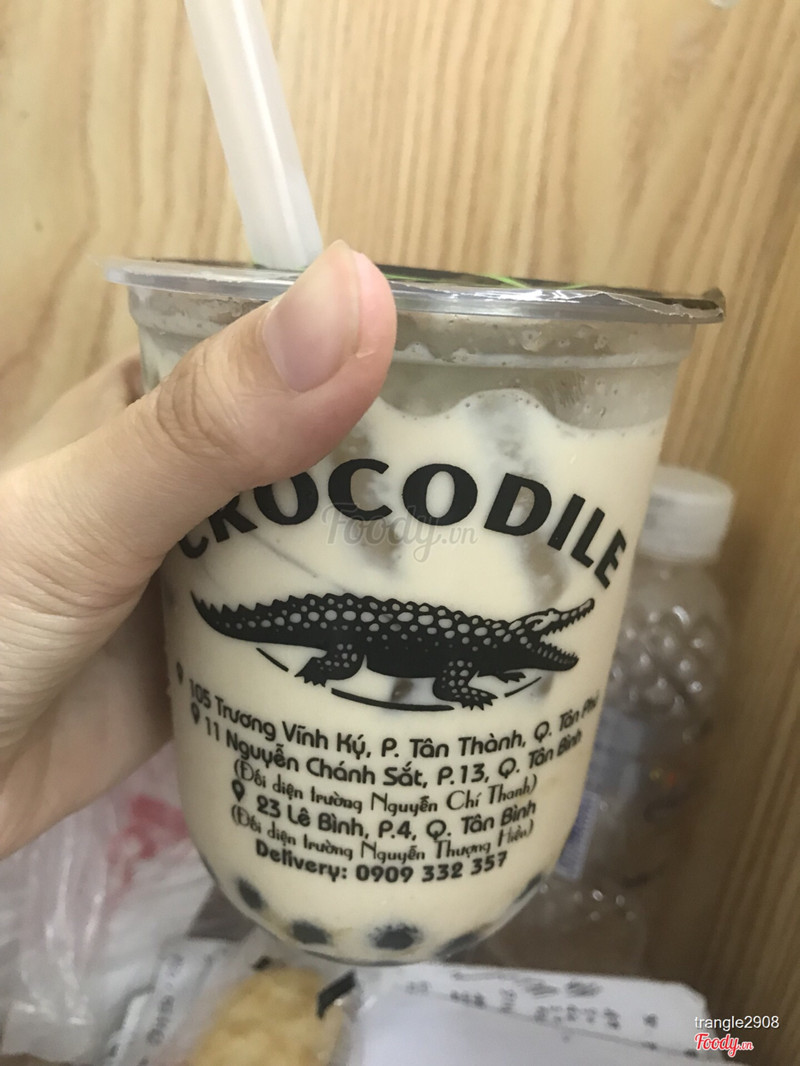 CROCODILE
Foody.vn
105 Trương Vĩnh Ký, P. Tân Thành, Q. Tân Phú
11 Nguyễn Chánh Sắt, P.13, Q. Tân Bình
(Đối diện trường Nguyễn Chí Thanh)
23 Lê Bình, P.4, Q. Tân Bình
(Đối diện trường Nguyễn Thượng Hiền)
Delivery: 0909 332 357
trangle2908
Foody.vn